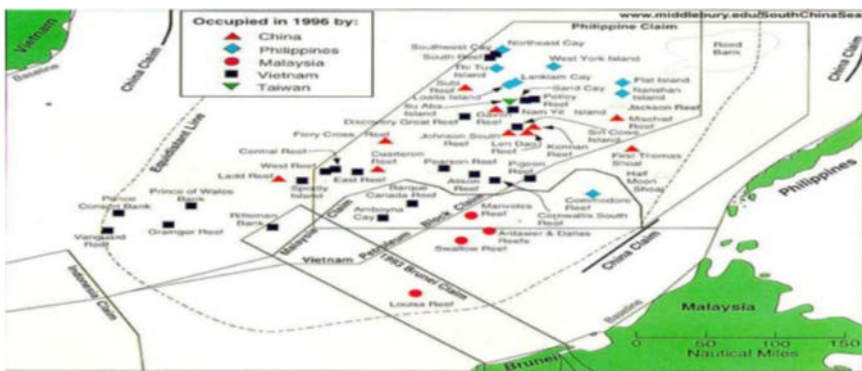 www.middlebury.edu/SouthChinaSea
Occupied in 1996 by:
China
Philippines
Malaysia
Vietnam
Taiwan
Vietnam
Baseline
China Claim
Equidistant Line
Philippine Claim
Reed
Bank
China Claim
Southwest Cay
Northeast Cay
South Reef
West York Island
Thi Tu
Island
Lankiam Cay
Flat Island
Subi
Reef
Loaita Island
Sand Cay
Nanshan
Island
Itu Aba
Island
Gaven
Reef
Petley
Reef
Jackson Reef
Discovery Great Reef
Nam Yit Island
Mischief
Reef
Fiery Cross Reef
Johnson South
Reef
Sin Cowe
Island
Central Reef
Len Dao
Reef
Kennan
Reef
First Thomas
Shoal
West Reef
Cuarteron
Reef
Pearson Reef
Pigeon
Reef
Half
Moon
Shoal
Ladd Reef
East Reef
Alison
Reef
Spratly
Island
Barque
Canada Reef
Commodore
Reef
Prince
Consort Bank
Prince of Wales
Bank
Amboyna
Cay
Mariveles
Reef
Cornwallis South
Reef
Philippines
Vanguard
Reef
Grainger Reef
Rifleman
Bank
Malaysia
Claim
Block Claim
Ardasier & Dallas
Reefs
Swallow Reef
China Claim
Vietnam
Petroleum
1993 Brunei Claim
Indonesia Claim
Louisa Reef
Baseline
Malaysia
0
50
100
150
Nautical Miles
Brunei